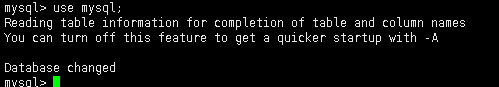 mysql> use mysql;
Reading table information for completion of table and column names
You can turn off this feature to get a quicker startup with -A

Database changed
mysql>